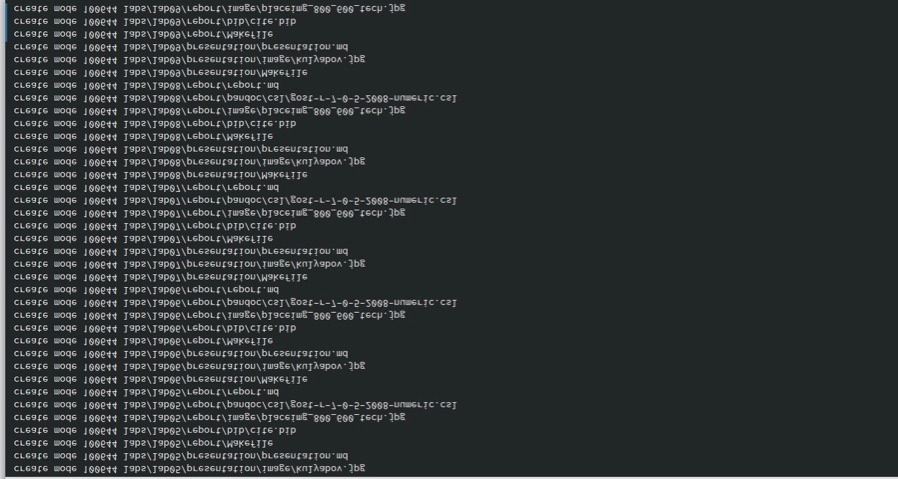 create mode 100644 labs/lab05/presentation/image/kulyabov.jpg
create mode 100644 labs/lab05/presentation/presentation.md
create mode 100644 labs/lab05/report/Makefile
create mode 100644 labs/lab05/report/bib/cite.bib
create mode 100644 labs/lab05/report/image/placeimg_800_600_tech.jpg
create mode 100644 labs/lab05/report/pandoc/csl/gost-r-7-0-5-2008-numeric.csl
create mode 100644 labs/lab05/report/report.md
create mode 100644 labs/lab06/presentation/Makefile
create mode 100644 labs/lab06/presentation/image/kulyabov.jpg
create mode 100644 labs/lab06/presentation/presentation.md
create mode 100644 labs/lab06/report/Makefile
create mode 100644 labs/lab06/report/bib/cite.bib
create mode 100644 labs/lab06/report/image/placeimg_800_600_tech.jpg
create mode 100644 labs/lab06/report/pandoc/csl/gost-r-7-0-5-2008-numeric.csl
create mode 100644 labs/lab06/report/report.md
create mode 100644 labs/lab07/presentation/Makefile
create mode 100644 labs/lab07/presentation/image/kulyabov.jpg
create mode 100644 labs/lab07/presentation/presentation.md
create mode 100644 labs/lab07/report/Makefile
create mode 100644 labs/lab07/report/bib/cite.bib
create mode 100644 labs/lab07/report/image/placeimg_800_600_tech.jpg
create mode 100644 labs/lab07/report/pandoc/csl/gost-r-7-0-5-2008-numeric.csl
create mode 100644 labs/lab07/report/report.md
create mode 100644 labs/lab08/presentation/Makefile
create mode 100644 labs/lab08/presentation/image/kulyabov.jpg
create mode 100644 labs/lab08/presentation/presentation.md
create mode 100644 labs/lab08/report/Makefile
create mode 100644 labs/lab08/report/bib/cite.bib
create mode 100644 labs/lab08/report/image/placeimg_800_600_tech.jpg
create mode 100644 labs/lab08/report/pandoc/csl/gost-r-7-0-5-2008-numeric.csl
create mode 100644 labs/lab08/report/report.md
create mode 100644 labs/lab09/presentation/Makefile
create mode 100644 labs/lab09/presentation/image/kulyabov.jpg
create mode 100644 labs/lab09/presentation/presentation.md
create mode 100644 labs/lab09/report/Makefile
create mode 100644 labs/lab09/report/bib/cite.bib
create mode 100644 labs/lab09/report/image/placeimg_800_600_tech.jpg